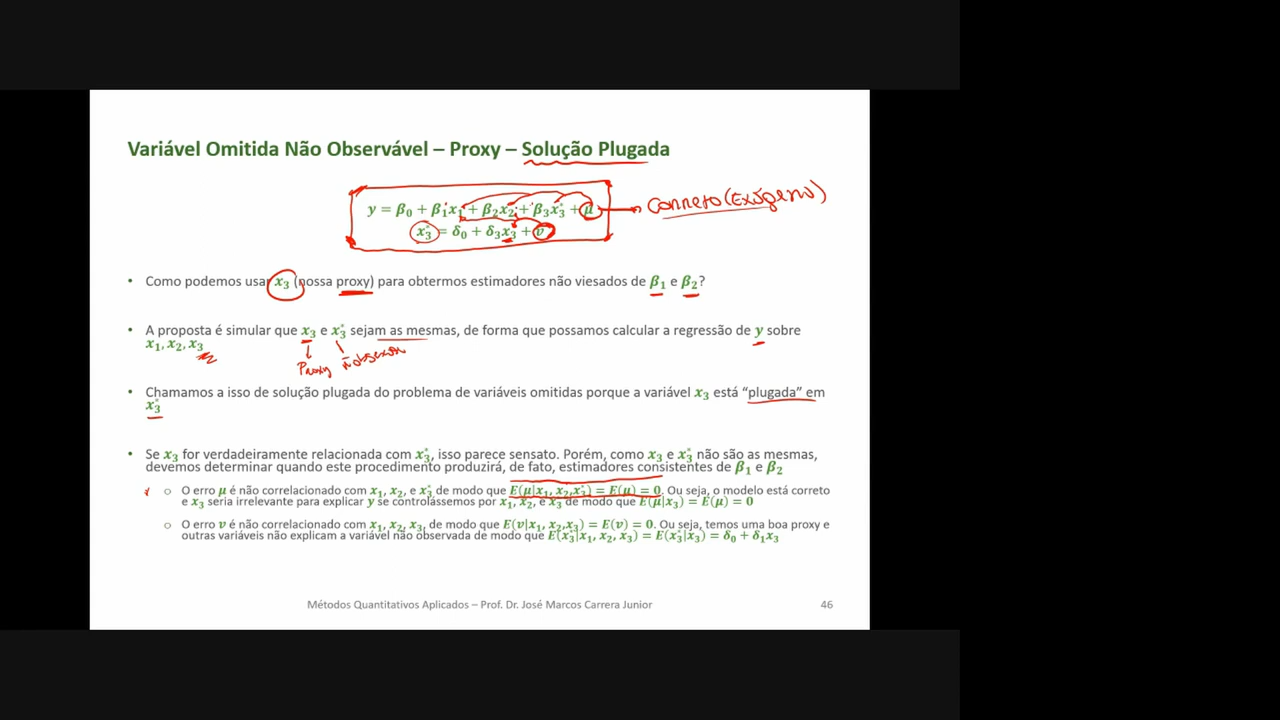 Variável Omitida Não Observável – Proxy – Solução Plugada
y = β₀ + β₁x₁ + β₂x₂ + β₃x₃* + μ
Correto (Exógeno)
x₃* = δ₀ + δ₃x₃ + v
• Como podemos usar x₃ (nossa proxy) para obtermos estimadores não viesados de β₁ e β₂?
• A proposta é simular que x₃ e x₃* sejam as mesmas, de forma que possamos calcular a regressão de y sobre
x₁, x₂, x₃
Proxy
• Chamamos a isso de solução plugada do problema de variáveis omitidas porque a variável x₃ está “plugada” em
x₃*
• Se x₃ for verdadeiramente relacionada com x₃*, isso parece sensato. Porém, como x₃ e x₃* não são as mesmas,
devemos determinar quando este procedimento produzirá, de fato, estimadores consistentes de β₁ e β₂
○ O erro μ é não correlacionado com x₁, x₂, e x₃* de modo que E(μ|x₁, x₂,x₃*) = E(μ) = 0. Ou seja, o modelo está correto
e x₃ seria irrelevante para explicar y se controlássemos por x₁, x₂, e x₃* de modo que E(μ|x₃) = E(μ) = 0
○ O erro v é não correlacionado com x₁, x₂, x₃, de modo que E(v|x₁, x₂,x₃) = E(v) = 0. Ou seja, temos uma boa proxy e
outras variáveis não explicam a variável não observada de modo que E(x₃*|x₁, x₂, x₃) = E(x₃*|x₃) = δ₀ + δ₁x₃
Métodos Quantitativos Aplicados – Prof. Dr. José Marcos Carrera Junior
46